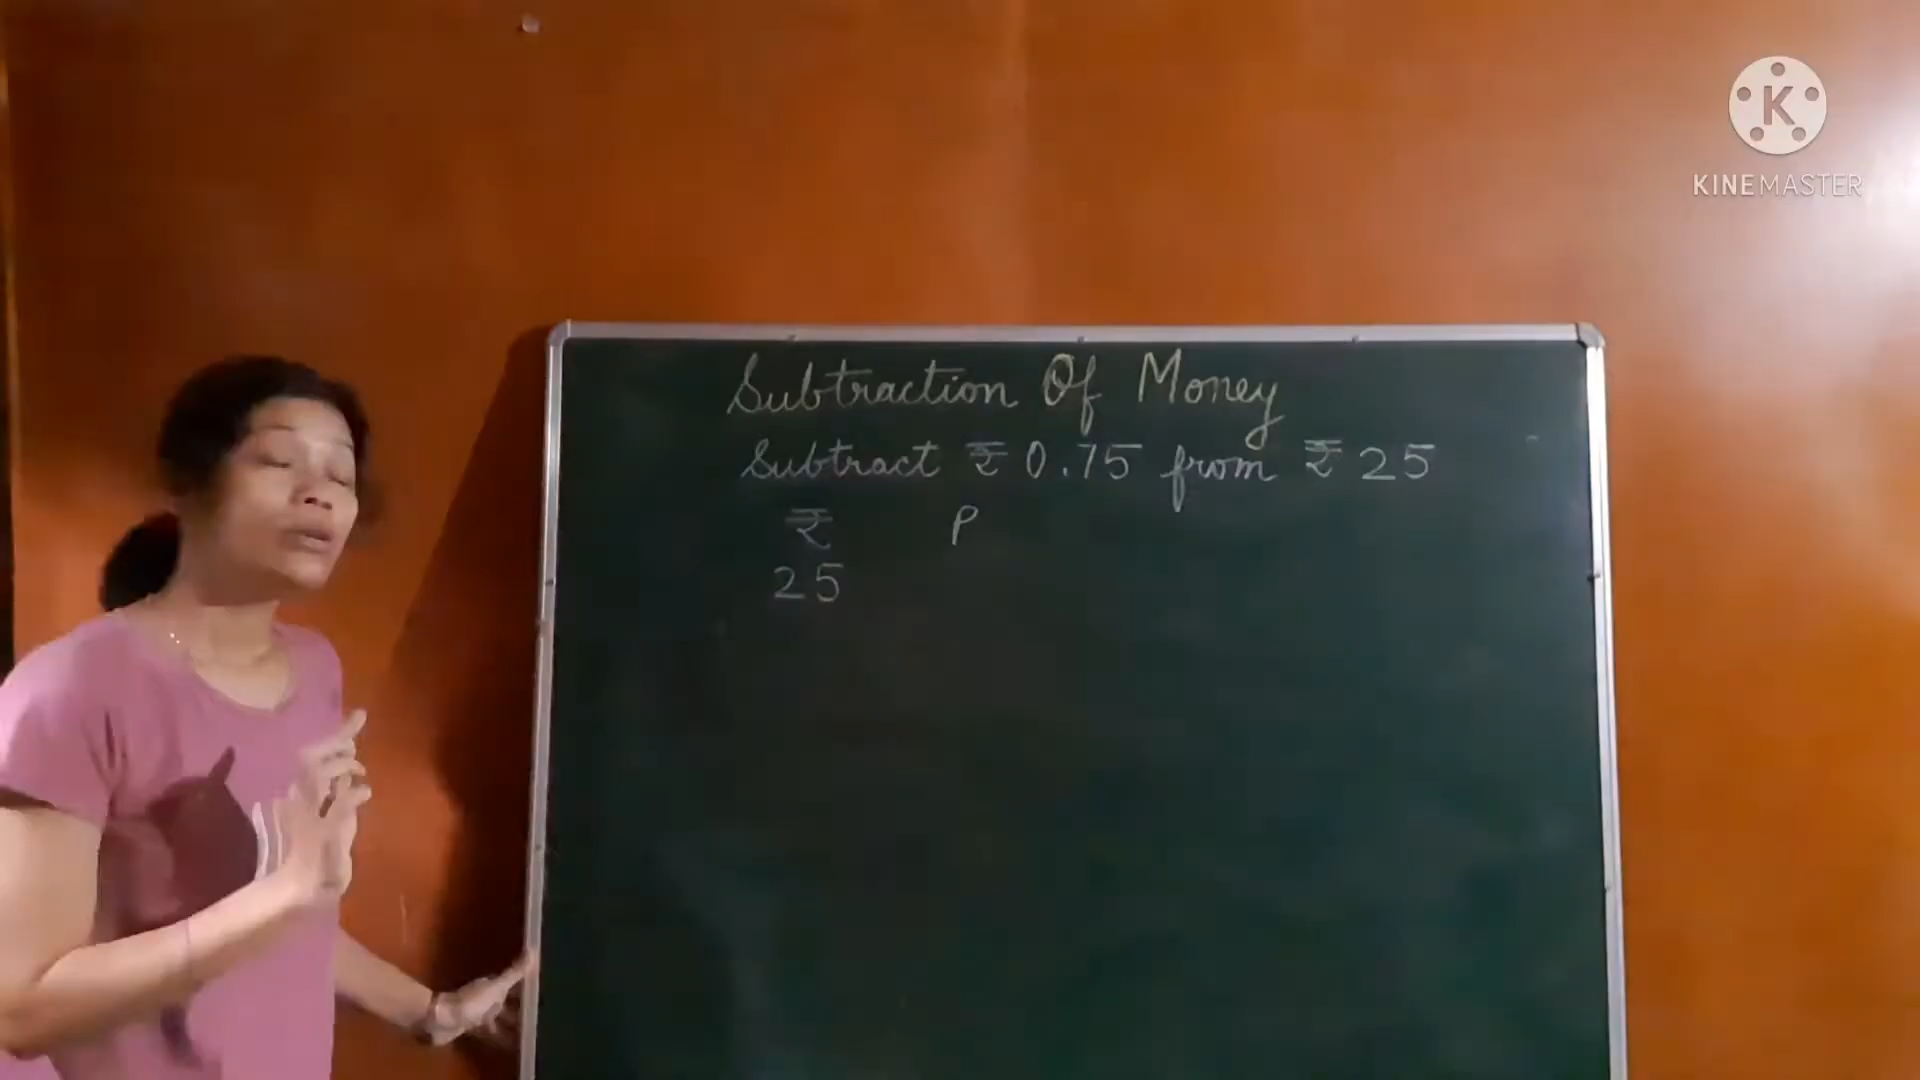 K
KINEMASTER
Subtraction Of Money
Subtract ₹ 0.75 from ₹ 25
₹ P
25